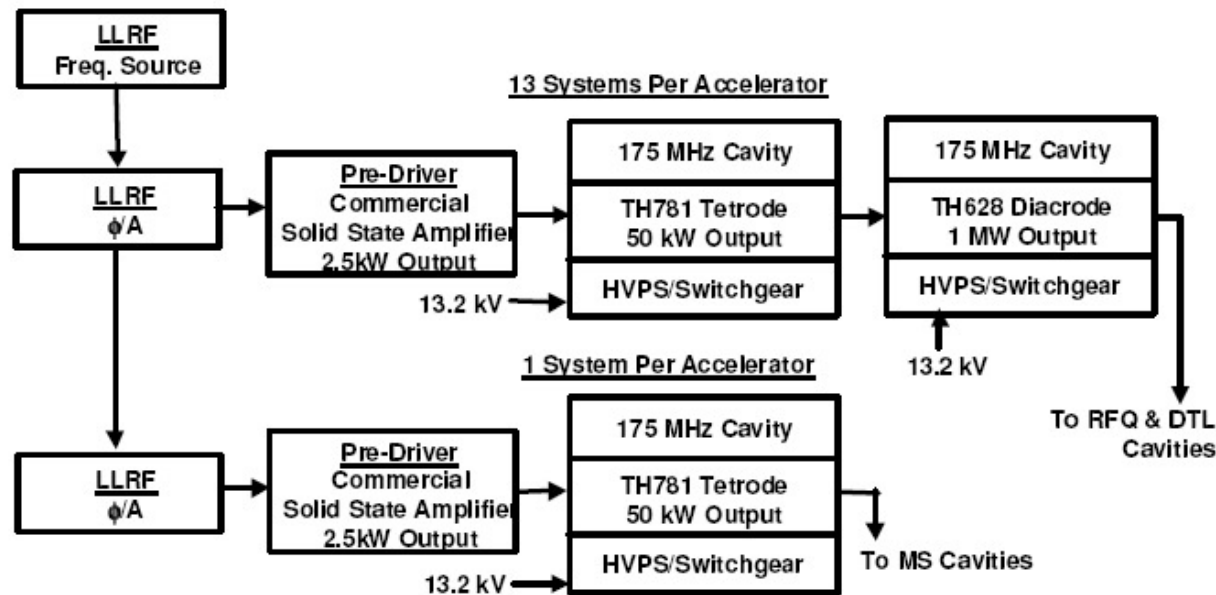 LLRF
Freq. Source
13 Systems Per Accelerator
LLRF
ϕ/A
Pre-Driver
Commercial
Solid State Amplifier
2.5kW Output
175 MHz Cavity
TH781 Tetrode
50 kW Output
HVPS/Switchgear
13.2 kV
175 MHz Cavity
TH628 Diacrode
1 MW Output
HVPS/Switchgear
13.2 kV
To RFQ & DTL
Cavities
1 System Per Accelerator
LLRF
ϕ/A
Pre-Driver
Commercial
Solid State Amplifier
2.5kW Output
175 MHz Cavity
TH781 Tetrode
50 kW Output
HVPS/Switchgear
13.2 kV
To MS Cavities